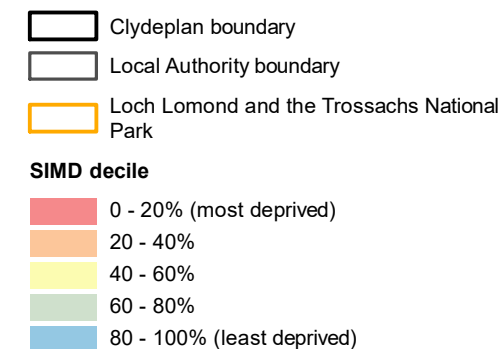 Clydeplan boundary
Local Authority boundary
Loch Lomond and the Trossachs National
Park
SIMD decile
0 - 20% (most deprived)
20 - 40%
40 - 60%
60 - 80%
80 - 100% (least deprived)